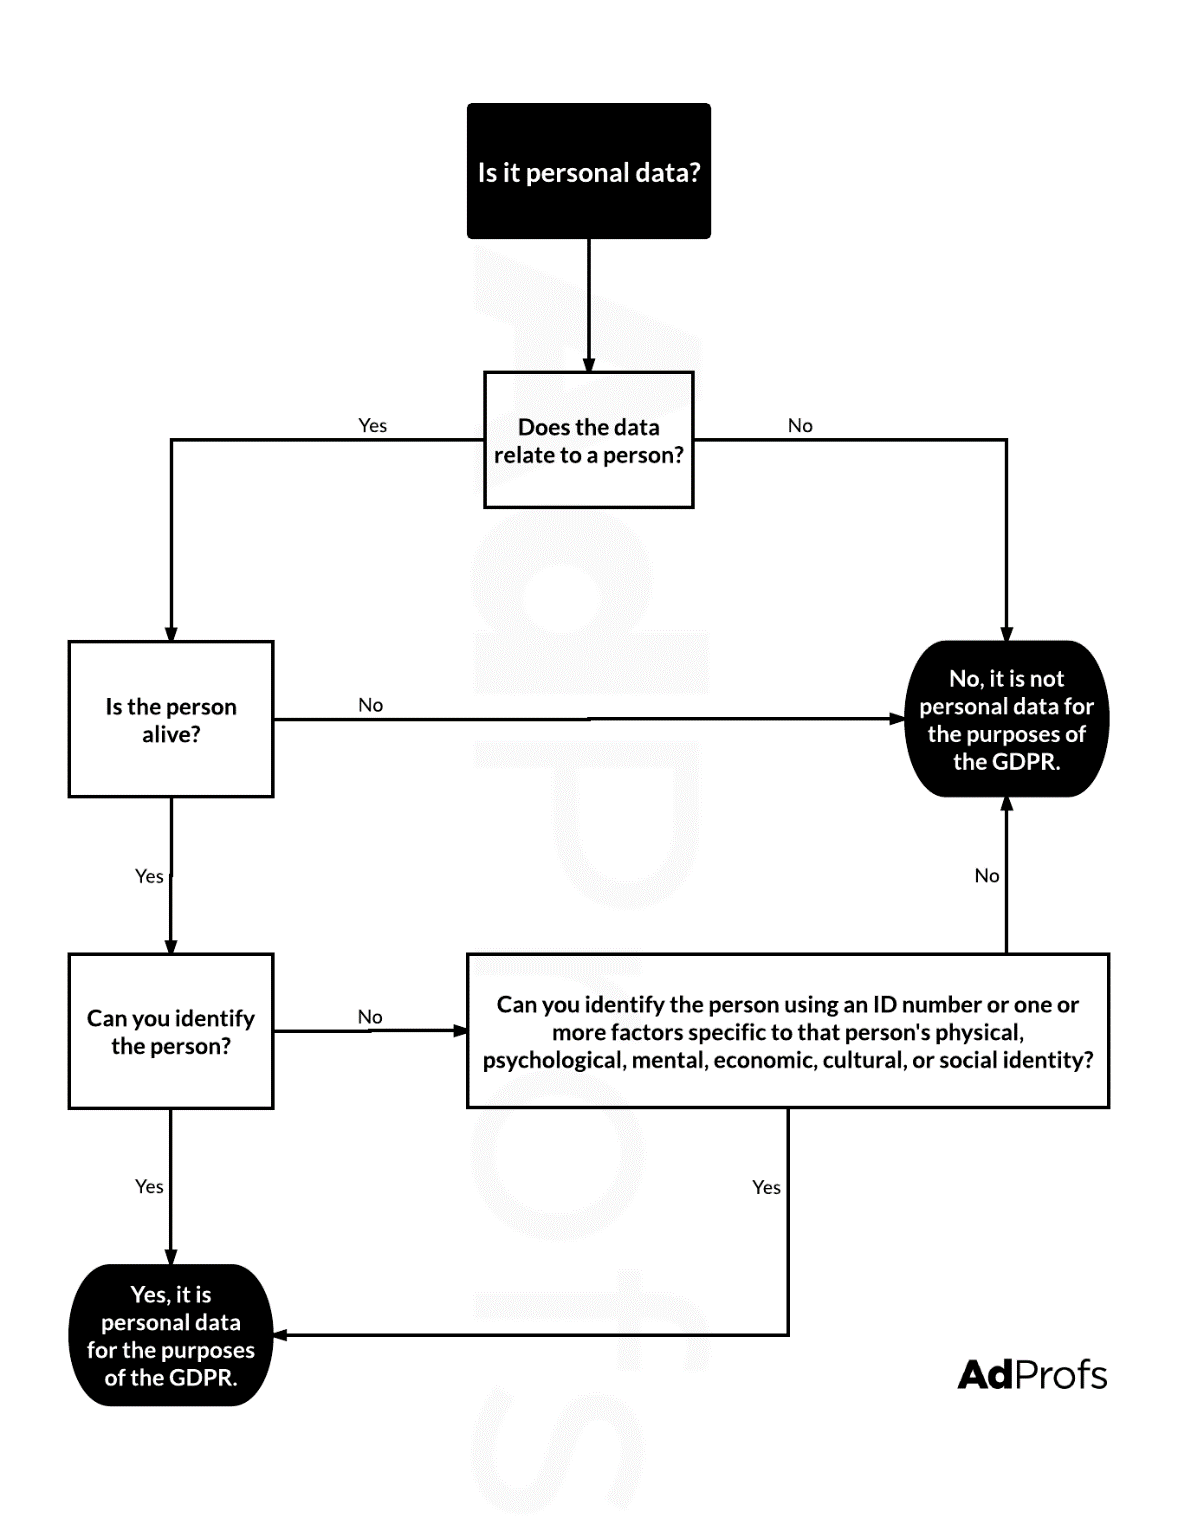 Is it personal data?
Does the data
relate to a person?
Yes
No
Is the person
alive?
No
No, it is not
personal data for
the purposes of
the GDPR.
Yes
No
Can you identify
the person?
No
Can you identify the person using an ID number or one or
more factors specific to that person's physical,
psychological, mental, economic, cultural, or social identity?
Yes
Yes
Yes, it is
personal data
for the purposes
of the GDPR.
AdProfs
AdProfs